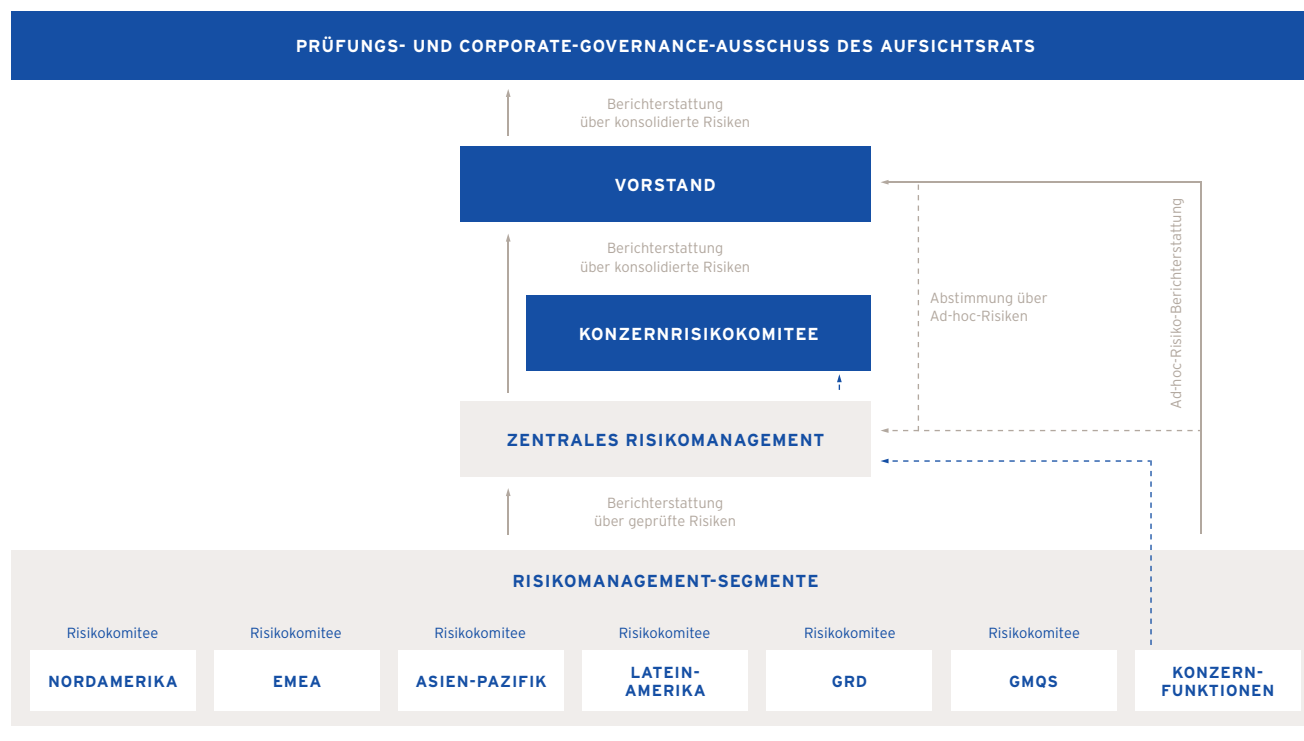 PRÜFUNGS- UND CORPORATE-GOVERNANCE-AUSSCHUSS DES AUFSICHTSRATS
Berichterstattung
über konsolidierte Risiken
VORSTAND
Berichterstattung
über konsolidierte Risiken
Abstimmung über
Ad-hoc-Risiken
Ad-hoc-Risiko-Berichterstattung
KONZERNRISIKOKOMITEE
ZENTRALES RISIKOMANAGEMENT
Berichterstattung
über geprüfte Risiken
RISIKOMANAGEMENT-SEGMENTE
Risikokomitee
NORDAMERIKA
Risikokomitee
EMEA
Risikokomitee
ASIEN-PAZIFIK
Risikokomitee
LATEIN-
AMERIKA
Risikokomitee
GRD
Risikokomitee
GMQS
KONZERN-
FUNKTIONEN